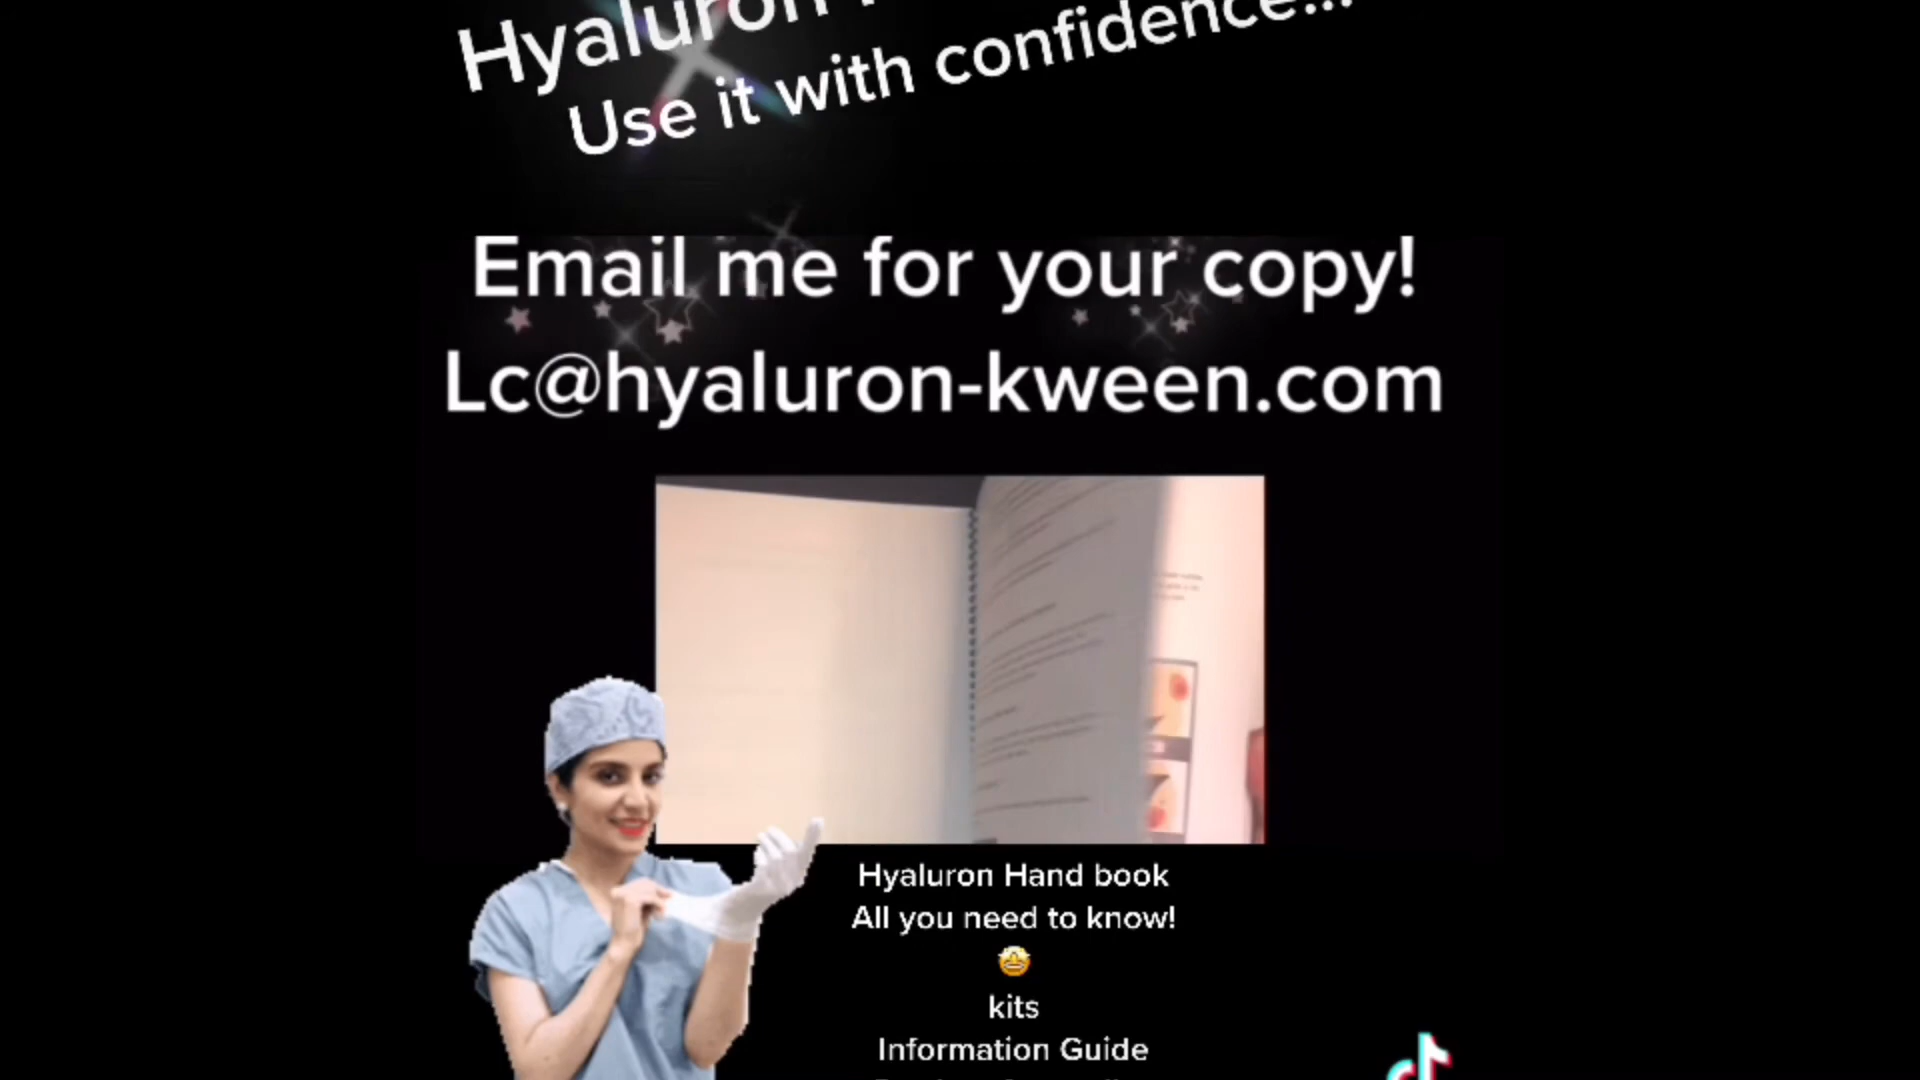 Hyaluron
Use it with confidence...
Email me for your copy!
Lc@hyaluron-kween.com
Hyaluron Hand book
All you need to know!
kits
Information Guide